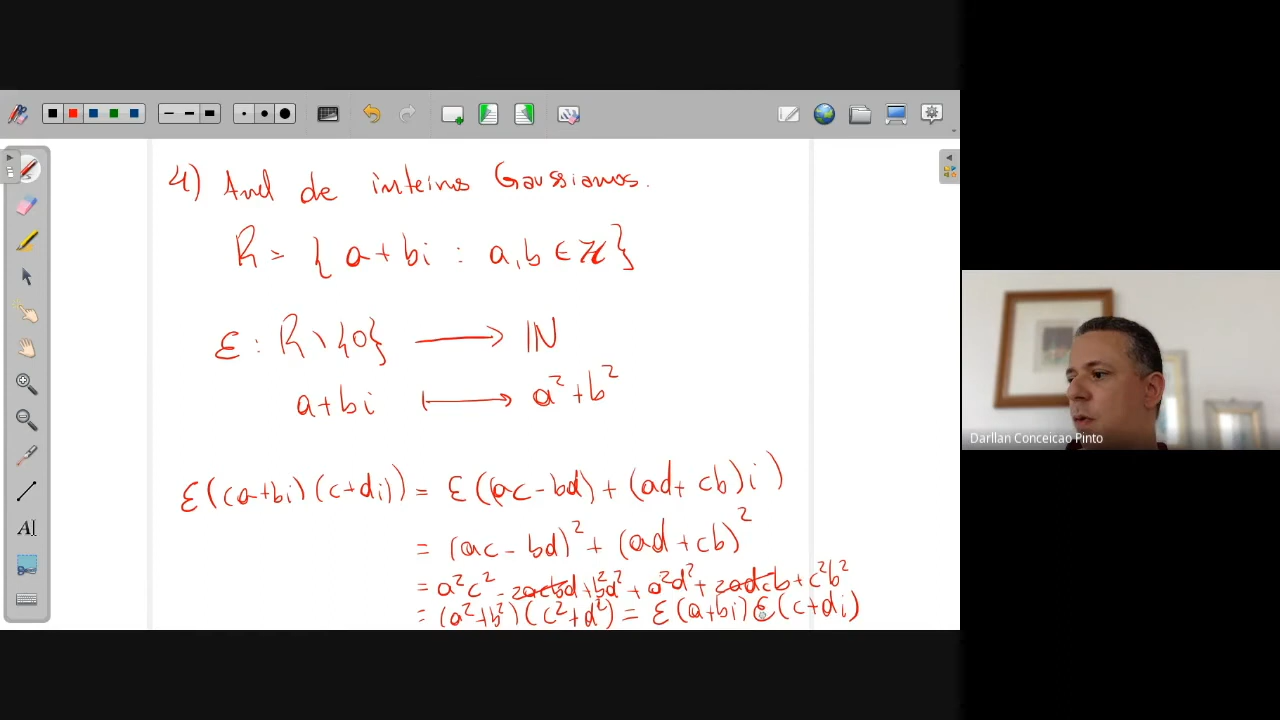 4) Anel de inteiros Gaussianos.
R = { a + bi : a, b ∈ ℤ }
ε : R \ {0} ⟶ ℕ
a + bi ⟼ a² + b²
ε((a+bi)(c+di)) = ε((ac - bd) + (ad + cb)i)
= (ac - bd)² + (ad + cb)²
= a²c² - 2acbd + b²d² + a²d² + 2adcb + c²b²
= (a²+b²)(c²+d²) = ε(a+bi) ε(c+di)
Darllan Conceicao Pinto